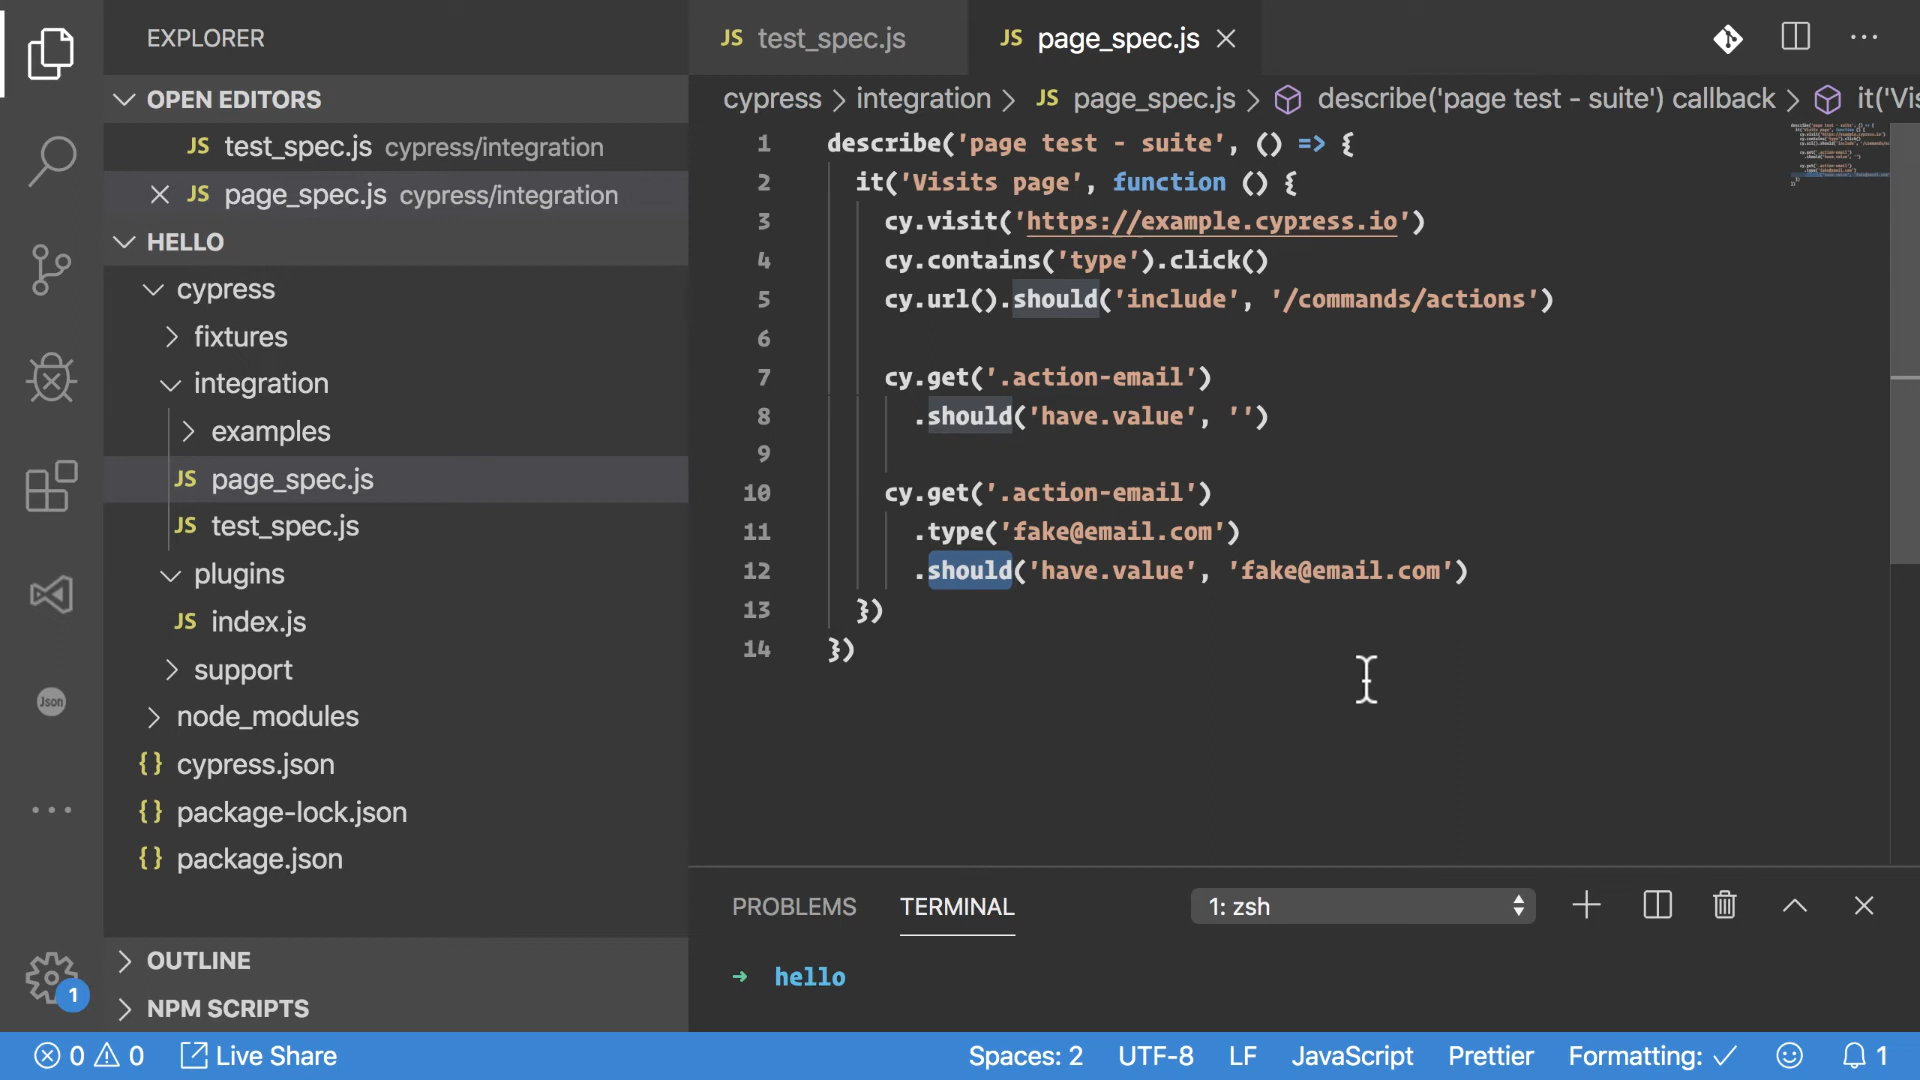 EXPLORER
OPEN EDITORS
JS test_spec.js cypress/integration
JS page_spec.js cypress/integration
HELLO
cypress
fixtures
integration
examples
JS page_spec.js
JS test_spec.js
plugins
JS index.js
support
node_modules
{} cypress.json
{} package-lock.json
{} package.json
OUTLINE
NPM SCRIPTS
Json
1
JS test_spec.js
JS page_spec.js
cypress > integration > JS page_spec.js > describe('page test - suite') callback > it('Vis
1 describe('page test - suite', () => {
2 it('Visits page', function () {
3 cy.visit('https://example.cypress.io')
4 cy.contains('type').click()
5 cy.url().should('include', '/commands/actions')
6
7 cy.get('.action-email')
8 .should('have.value', '')
9
10 cy.get('.action-email')
11 .type('fake@email.com')
12 .should('have.value', 'fake@email.com')
13 })
14 })
PROBLEMS TERMINAL 1: zsh
➜ hello
0 0 Live Share Spaces: 2 UTF-8 LF JavaScript Prettier Formatting: ✓ 1